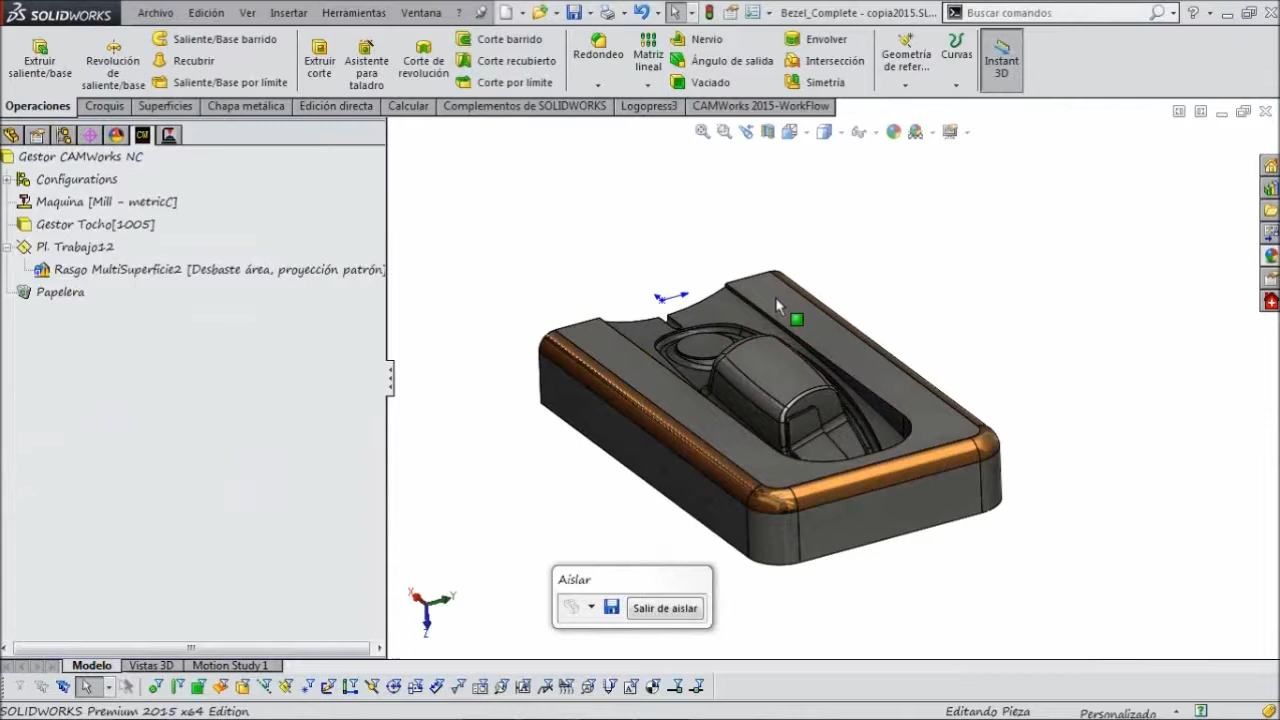 SOLIDWORKS
Archivo Edición Ver Insertar Herramientas Ventana ?
Bezel_Complete - copia2015.SL...
Buscar comandos
Extruir saliente/base
Revolución de saliente/base
Saliente/Base barrido
Recubrir
Saliente/Base por límite
Extruir corte
Asistente para taladro
Corte de revolución
Corte barrido
Corte recubierto
Corte por límite
Redondeo
Matriz lineal
Nervio
Ángulo de salida
Vaciado
Envolver
Intersección
Simetría
Geometría de refer...
Curvas
Instant 3D
Operaciones Croquis Superficies Chapa metálica Edición directa Calcular Complementos de SOLIDWORKS Logopress3 CAMWorks 2015-WorkFlow
Gestor CAMWorks NC
Configurations
Maquina [Mill - metricC]
Gestor Tocho[1005]
Pl. Trabajo12
Rasgo MultiSuperficie2 [Desbaste área, proyección patrón]
Papelera
Aislar
Salir de aislar
X Y Z
Modelo Vistas 3D Motion Study 1
SOLIDWORKS Premium 2015 x64 Edition
Editando Pieza
Personalizado